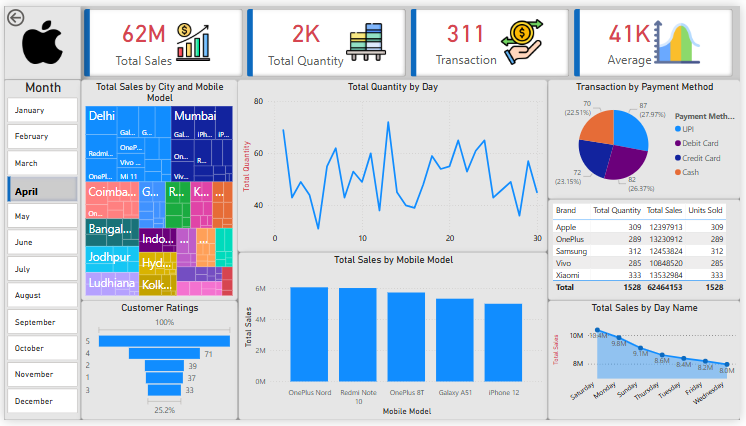 62M
Total Sales
2K
Total Quantity
311
Transaction
41K
Average
Month
January
February
March
April
May
June
July
August
September
October
November
December
Total Sales by City and Mobile
Model
Delhi
Gal...
G...
Redmi...
OneP...
Vivo ...
OnePl...
MI 11
Mumbai
Gal...
iPh...
iP...
On...
R...
Viv...
Coimba...
On...
G...
R...
K...
...
Bangal...
Jodhpur
Ludhiana
Indo...
...
...
Hyd...
Kolk...
Total Quantity by Day
Total Quantity
80
60
40
0
10
20
30
Transaction by Payment Method
70
(22.51%)
87
(27.97%)
72
(23.15%)
82
(26.37%)
Payment Meth...
UPI
Debit Card
Credit Card
Cash
Brand Total Quantity Total Sales Units Sold
Apple 309 12397913 309
OnePlus 289 13230912 289
Samsung 312 12453824 312
Vivo 285 10848520 285
Xiaomi 333 13532984 333
Total 1528 62464153 1528
Customer Ratings
100%
5
4 71
2 39
1 37
3 33
25.2%
Total Sales by Mobile Model
Total Sales
6M
4M
2M
0M
OnePlus Nord
Redmi Note
10
OnePlus 8T
Galaxy A51
iPhone 12
Mobile Model
Total Sales by Day Name
Total Sales
10M
8M
10.4M
9.8M
9.1M
8.6M
8.4M
8.2M
8.0M
Saturday
Monday
Sunday
Thursday
Tuesday
Friday
Wednesday